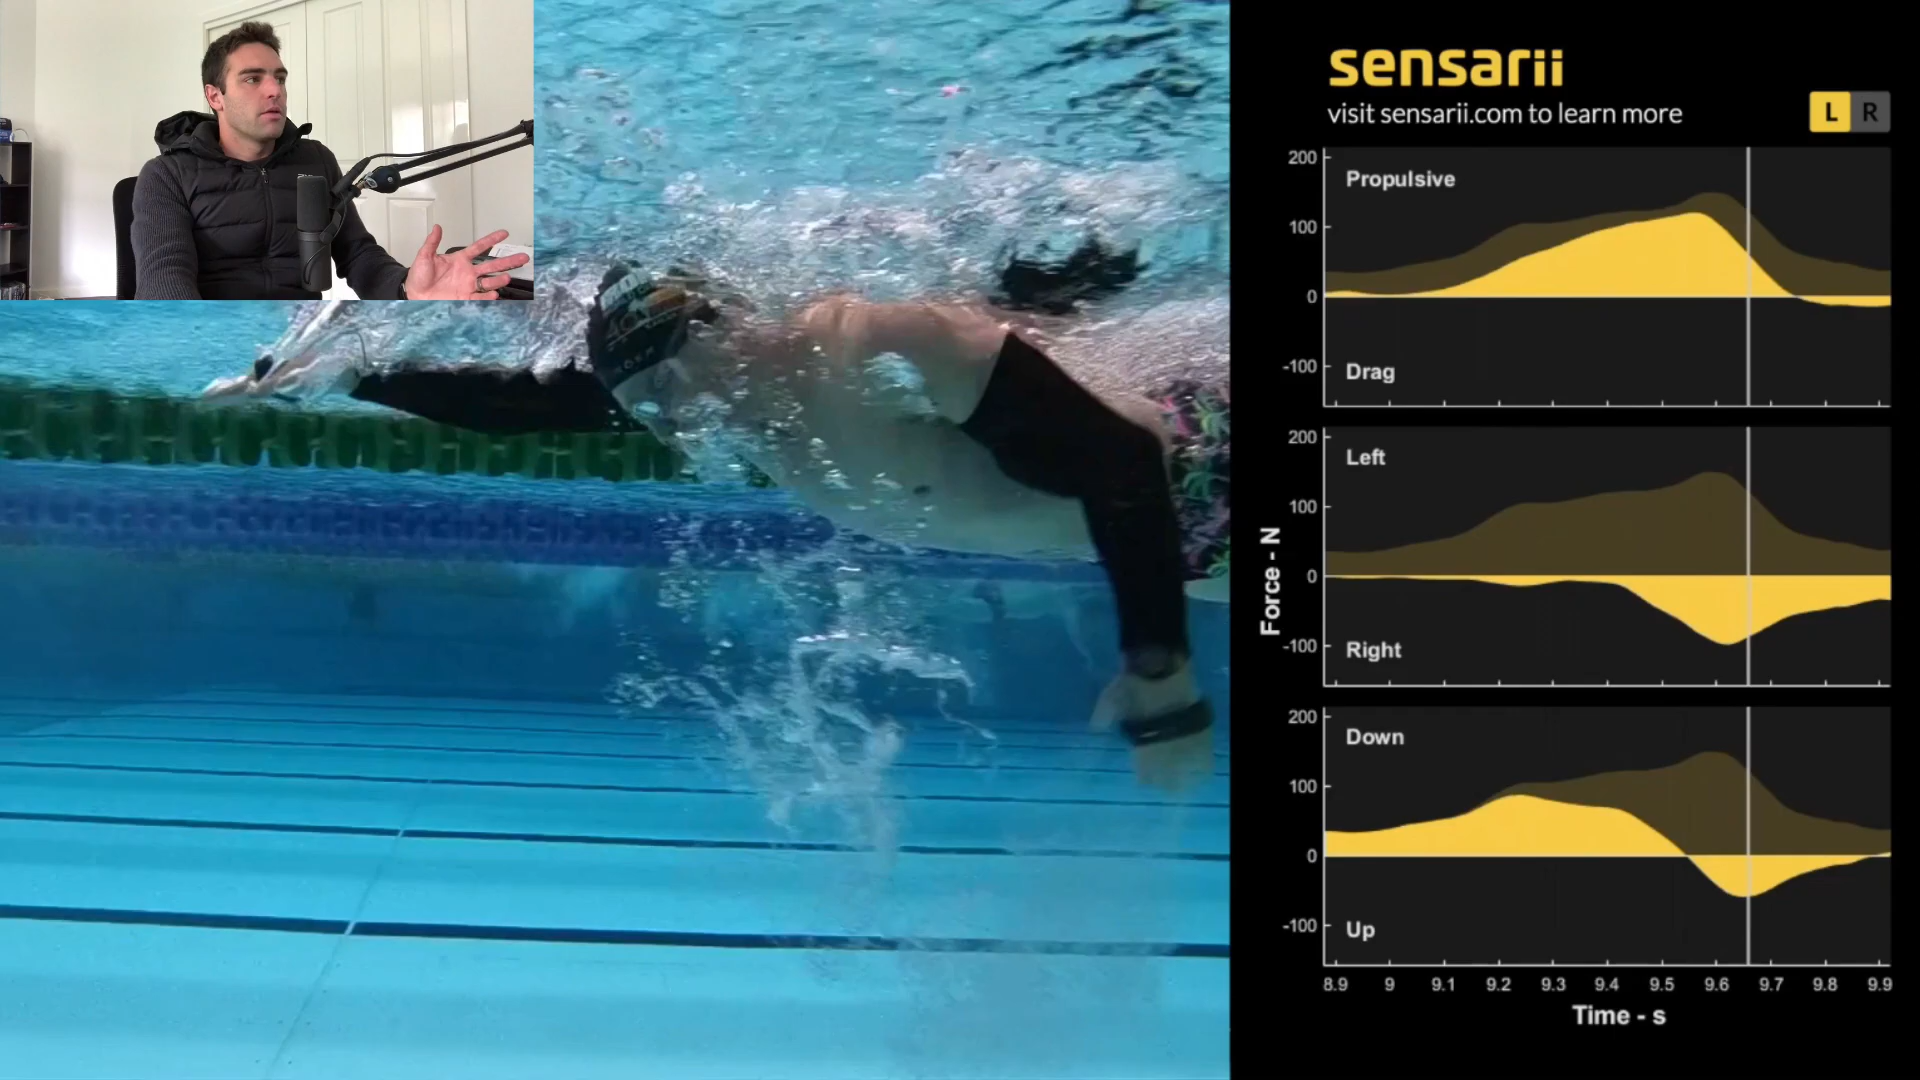 sensarii
visit sensarii.com to learn more
L R
Force - N
200
Propulsive
100
0
-100
Drag
200
Left
100
0
-100
Right
200
Down
100
0
-100
Up
8.9 9 9.1 9.2 9.3 9.4 9.5 9.6 9.7 9.8 9.9
Time - s